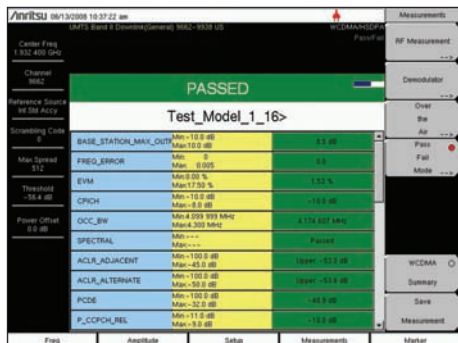 Anritsu 06/13/2008 10:37:22 am
UMTS Band II Downlink(General) 9662-9938 US
WCDMA/HSDPA
Pass/Fail
Measurements
Center Freq
1.932 400 GHz
Channel
9662
Reference Source
Int Std Accy
Scrambling Code
0
Max Spread
512
Threshold
-58.4 dB
Power Offset
0.0 dB
PASSED
Test_Model_1_16>
BASE_STATION_MAX_OUTP Min:-10.0 dB
Max:10.0 dB
FREQ_ERROR Min: 0 0.0
Max: 0.005
EVM Min:0.00 % 1.53 %
Max:17.50 %
CPICH Min:-10.0 dB -10.0 dB
OCC_BW Min:4.099 999 MHz
Max:4.300 MHz
SPECTRAL Min:--- Passed
Max:---
ACLR_ADJACENT Min:-100.0 dB
Max:-45.0 dB
ACLR_ALTERNATE Min:-100.0 dB
Max:-50.0 dB
PCDE Min:-100.0 dB
Max:-32.0 dB
P_CCPCH_REL Min:-11.0 dB
Max:-9.0 dB
RF Measurement
-->
Demodulator
-->
Over
the
Air -->
Pass
Fail
Mode -->
WCDMA
Summary
Save
Measurement
Freq Amplitude Setup Measurements Marker